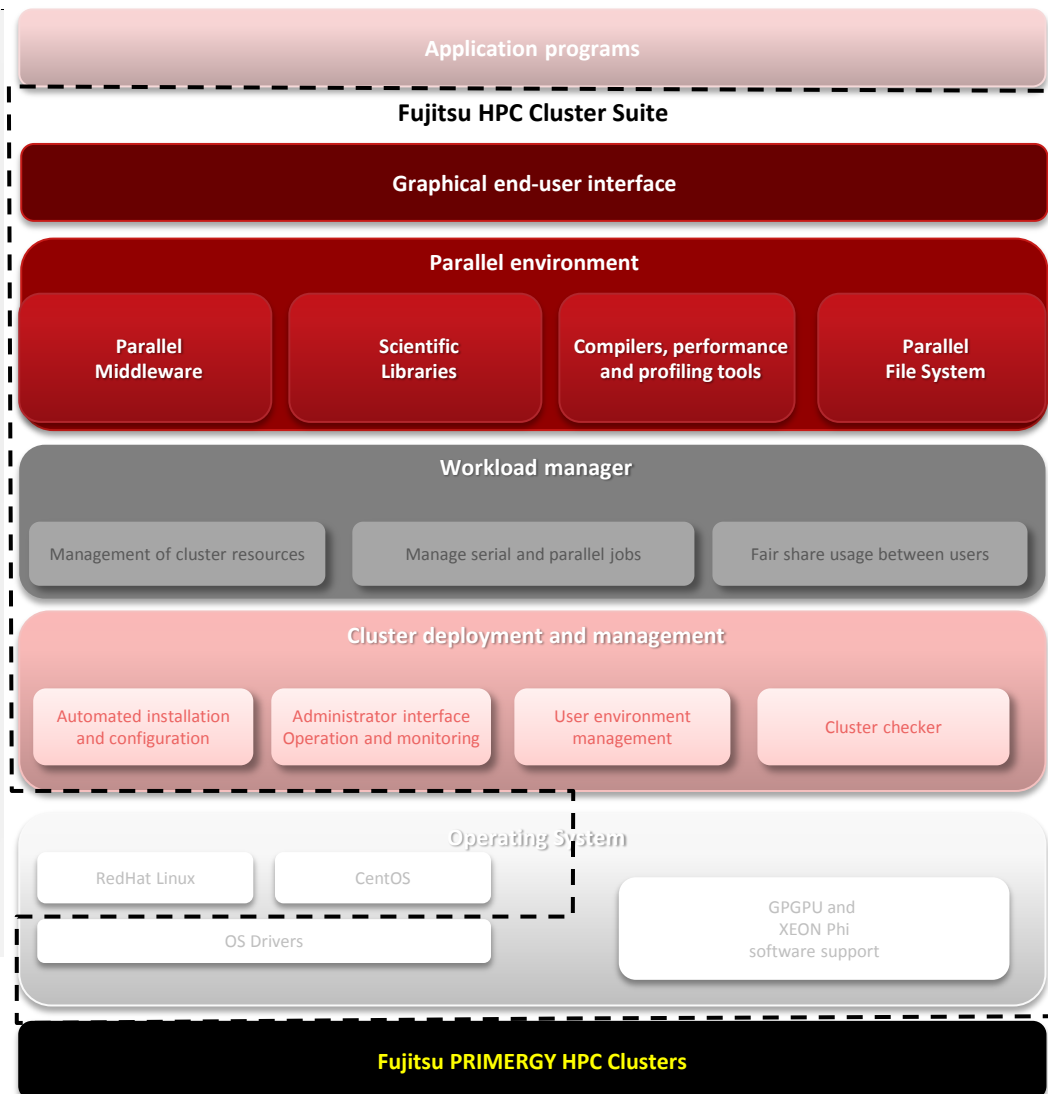 Application programs
Fujitsu HPC Cluster Suite
Graphical end-user interface
Parallel environment
Parallel
Middleware
Scientific
Libraries
Compilers, performance
and profiling tools
Parallel
File System
Workload manager
Management of cluster resources
Manage serial and parallel jobs
Fair share usage between users
Cluster deployment and management
Automated installation
and configuration
Administrator interface
Operation and monitoring
User environment
management
Cluster checker
Operating System
RedHat Linux
CentOS
OS Drivers
GPGPU and
XEON Phi
software support
Fujitsu PRIMERGY HPC Clusters